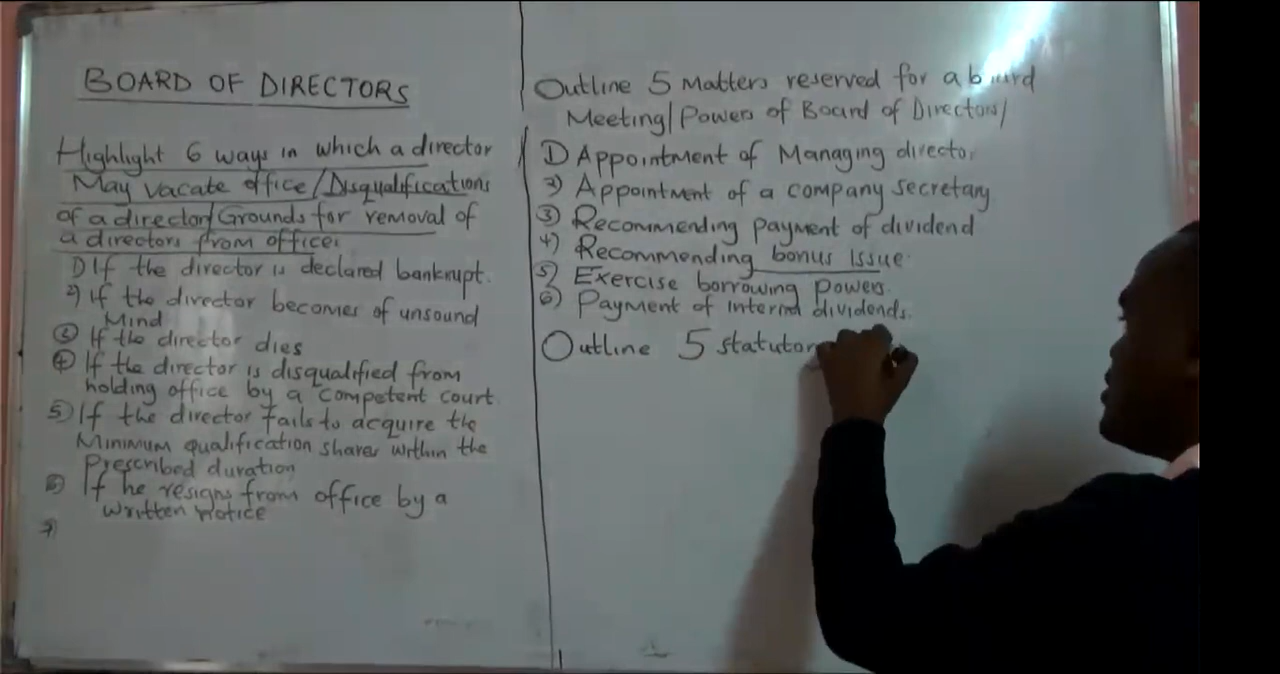 BOARD OF DIRECTORS
Highlight 6 ways in which a director
May vacate office/Disqualifications
of a director/Grounds for removal of
a directors from office:
1) If the director is declared bankrupt.
2) If the director becomes of unsound
Mind
3) If the director dies
4) If the director is disqualified from
holding office by a competent court.
5) If the director fails to acquire the
Minimum qualification shares within the
Prescribed duration
6) If he resigns from office by a
written notice
7)
Outline 5 Matters reserved for a board
Meeting/Powers of Board of Directors/
1) Appointment of Managing director
2) Appointment of a company secretary
3) Recommending payment of dividend
4) Recommending bonus issue.
5) Exercise borrowing Powers.
6) Payment of interim dividends.
Outline 5 statutor